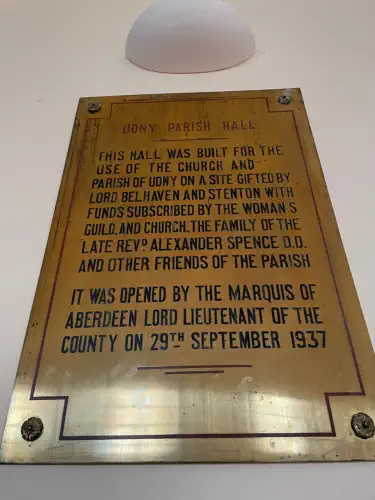 UDNY PARISH HALL
THIS HALL WAS BUILT FOR THE
USE OF THE CHURCH AND
PARISH OF UDNY ON A SITE GIFTED BY
LORD BELHAVEN AND STENTON WITH
FUNDS SUBSCRIBED BY THE WOMAN'S
GUILD, AND CHURCH, THE FAMILY OF THE
LATE REVD ALEXANDER SPENCE D.D.
AND OTHER FRIENDS OF THE PARISH
IT WAS OPENED BY THE MARQUIS OF
ABERDEEN LORD LIEUTENANT OF THE
COUNTY ON 29TH SEPTEMBER 1937